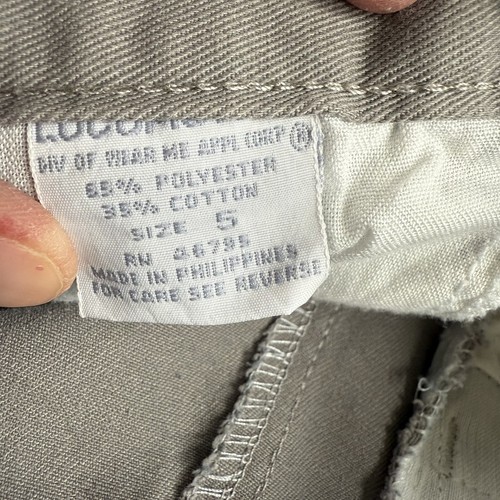 DIV OF WEAR ME APPL CORP ®
65% POLYESTER
35% COTTON
SIZE 5
RN 46795
MADE IN PHILIPPINES
FOR CARE SEE REVERSE